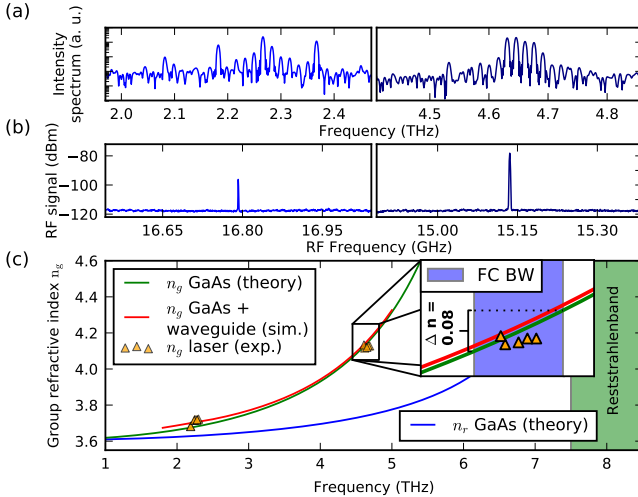 (a)
Intensity
spectrum (a. u.)
2.0 2.1 2.2 2.3 2.4
4.5 4.6 4.7 4.8
Frequency (THz)
(b)
RF signal (dBm)
−80
−100
−120
16.65 16.80 16.95
15.00 15.15 15.30
RF Frequency (GHz)
(c)
Group refractive index n_g
4.6
4.4
4.2
4.0
3.8
3.6
n_g GaAs (theory)
n_g GaAs +
waveguide (sim.)
n_g laser (exp.)
FC BW
Δ n =
0.08
n_r GaAs (theory)
Reststrahlenband
1 2 3 4 5 6 7 8
Frequency (THz)